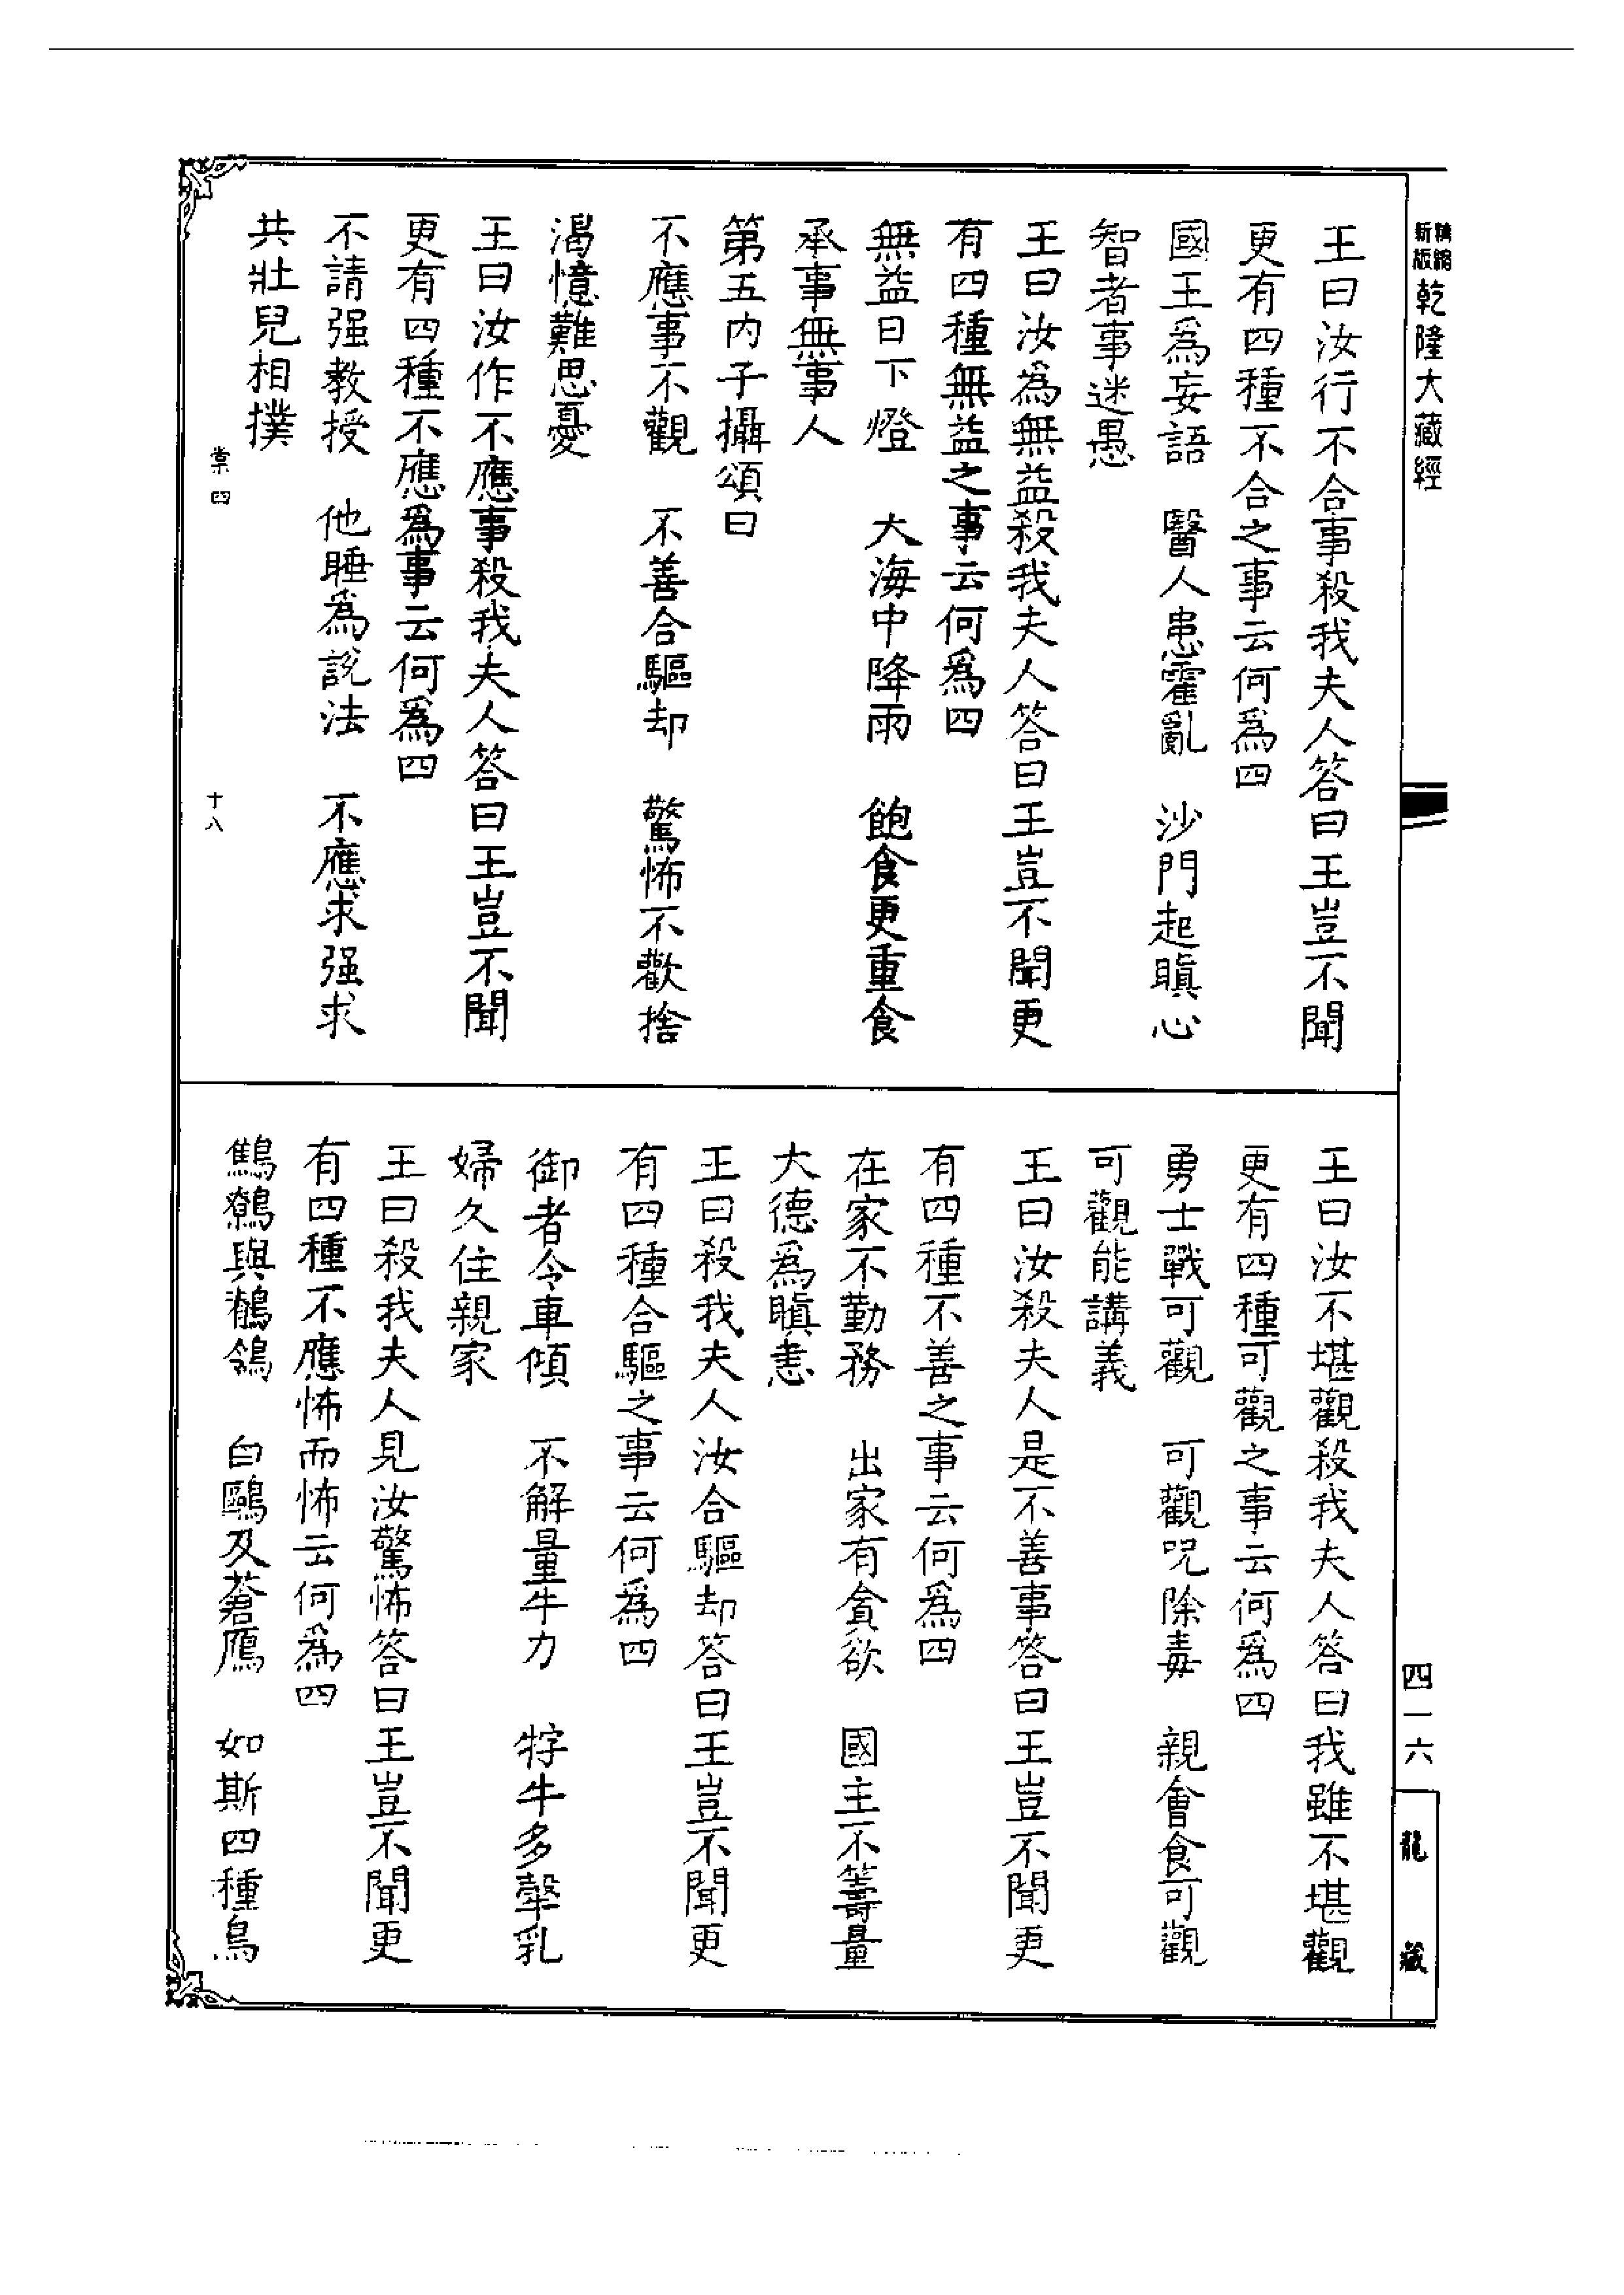 精縮新版乾隆大藏經
王曰汝行不合事殺我夫人答曰王豈不聞
更有四種不合之事云何爲四
國王爲妄語　醫人患霍亂　沙門起瞋心
智者事迷愚
王曰汝爲無益殺我夫人答曰王豈不聞更
有四種無益之事云何爲四
無益日下燈　大海中降雨　飽食更重食
承事無事人
第五内子攝頌曰
不應事不觀　不善合驅却　驚怖不歡捨
渴憶難思憂
王曰汝作不應事殺我夫人答曰王豈不聞
更有四種不應爲事云何爲四
不請强教授　他睡爲説法　不應求强求
共壯兒相撲
棠四　十八
王曰汝不堪觀殺我夫人答曰我雖不堪觀
更有四種可觀之事云何爲四
勇士戰可觀　可觀呪除毒　親會食可觀
可觀能講義
王曰汝殺夫人是不善事答曰王豈不聞更
有四種不善之事云何爲四
在家不勤務　出家有貪欲　國主不籌量
大德爲瞋恚
王曰殺我夫人汝合驅却答曰王豈不聞更
有四種合驅之事云何爲四
御者令車傾　不解量牛力　牸牛多𤛗乳
婦久住親家
王曰殺我夫人見汝驚怖答曰王豈不聞更
有四種不應怖而怖云何爲四
鷦鷯與鶺鴒　白鷗及蒼鴈　如斯四種鳥
四一六
龍藏